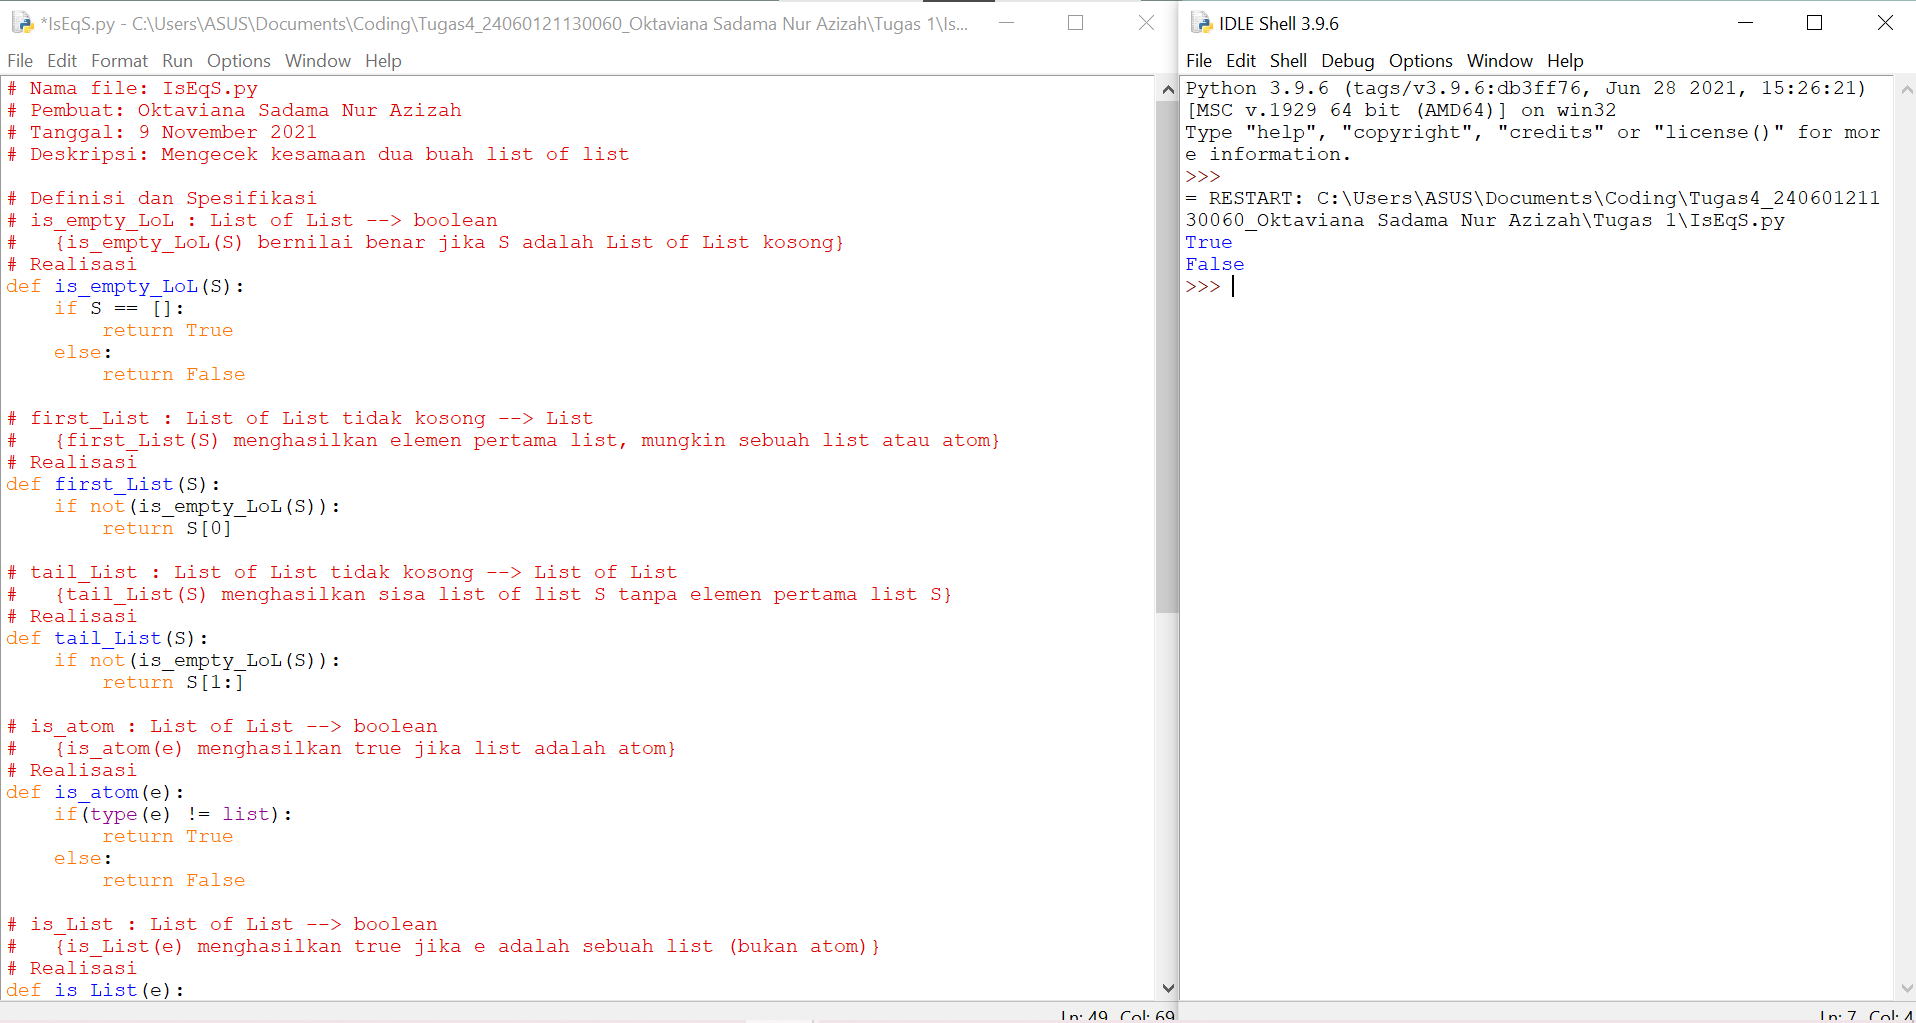 *IsEqS.py - C:\Users\ASUS\Documents\Coding\Tugas4_24060121130060_Oktaviana Sadama Nur Azizah\Tugas 1\Is...
File Edit Format Run Options Window Help
# Nama file: IsEqS.py
# Pembuat: Oktaviana Sadama Nur Azizah
# Tanggal: 9 November 2021
# Deskripsi: Mengecek kesamaan dua buah list of list
# Definisi dan Spesifikasi
# is_empty_LoL : List of List --> boolean
#   {is_empty_LoL(S) bernilai benar jika S adalah List of List kosong}
# Realisasi
def is_empty_LoL(S):
    if S == []:
        return True
    else:
        return False
# first_List : List of List tidak kosong --> List
#   {first_List(S) menghasilkan elemen pertama list, mungkin sebuah list atau atom}
# Realisasi
def first_List(S):
    if not(is_empty_LoL(S)):
        return S[0]
# tail_List : List of List tidak kosong --> List of List
#   {tail_List(S) menghasilkan sisa list of list S tanpa elemen pertama list S}
# Realisasi
def tail_List(S):
    if not(is_empty_LoL(S)):
        return S[1:]
# is_atom : List of List --> boolean
#   {is_atom(e) menghasilkan true jika list adalah atom}
# Realisasi
def is_atom(e):
    if(type(e) != list):
        return True
    else:
        return False
# is_List : List of List --> boolean
#   {is_List(e) menghasilkan true jika e adalah sebuah list (bukan atom)}
# Realisasi
def is_List(e):
Ln: 49 Col: 69
IDLE Shell 3.9.6
File Edit Shell Debug Options Window Help
Python 3.9.6 (tags/v3.9.6:db3ff76, Jun 28 2021, 15:26:21)
[MSC v.1929 64 bit (AMD64)] on win32
Type "help", "copyright", "credits" or "license()" for mor
e information.
>>>
= RESTART: C:\Users\ASUS\Documents\Coding\Tugas4_240601211
30060_Oktaviana Sadama Nur Azizah\Tugas 1\IsEqS.py
True
False
>>>
Ln: 7 Col: 4